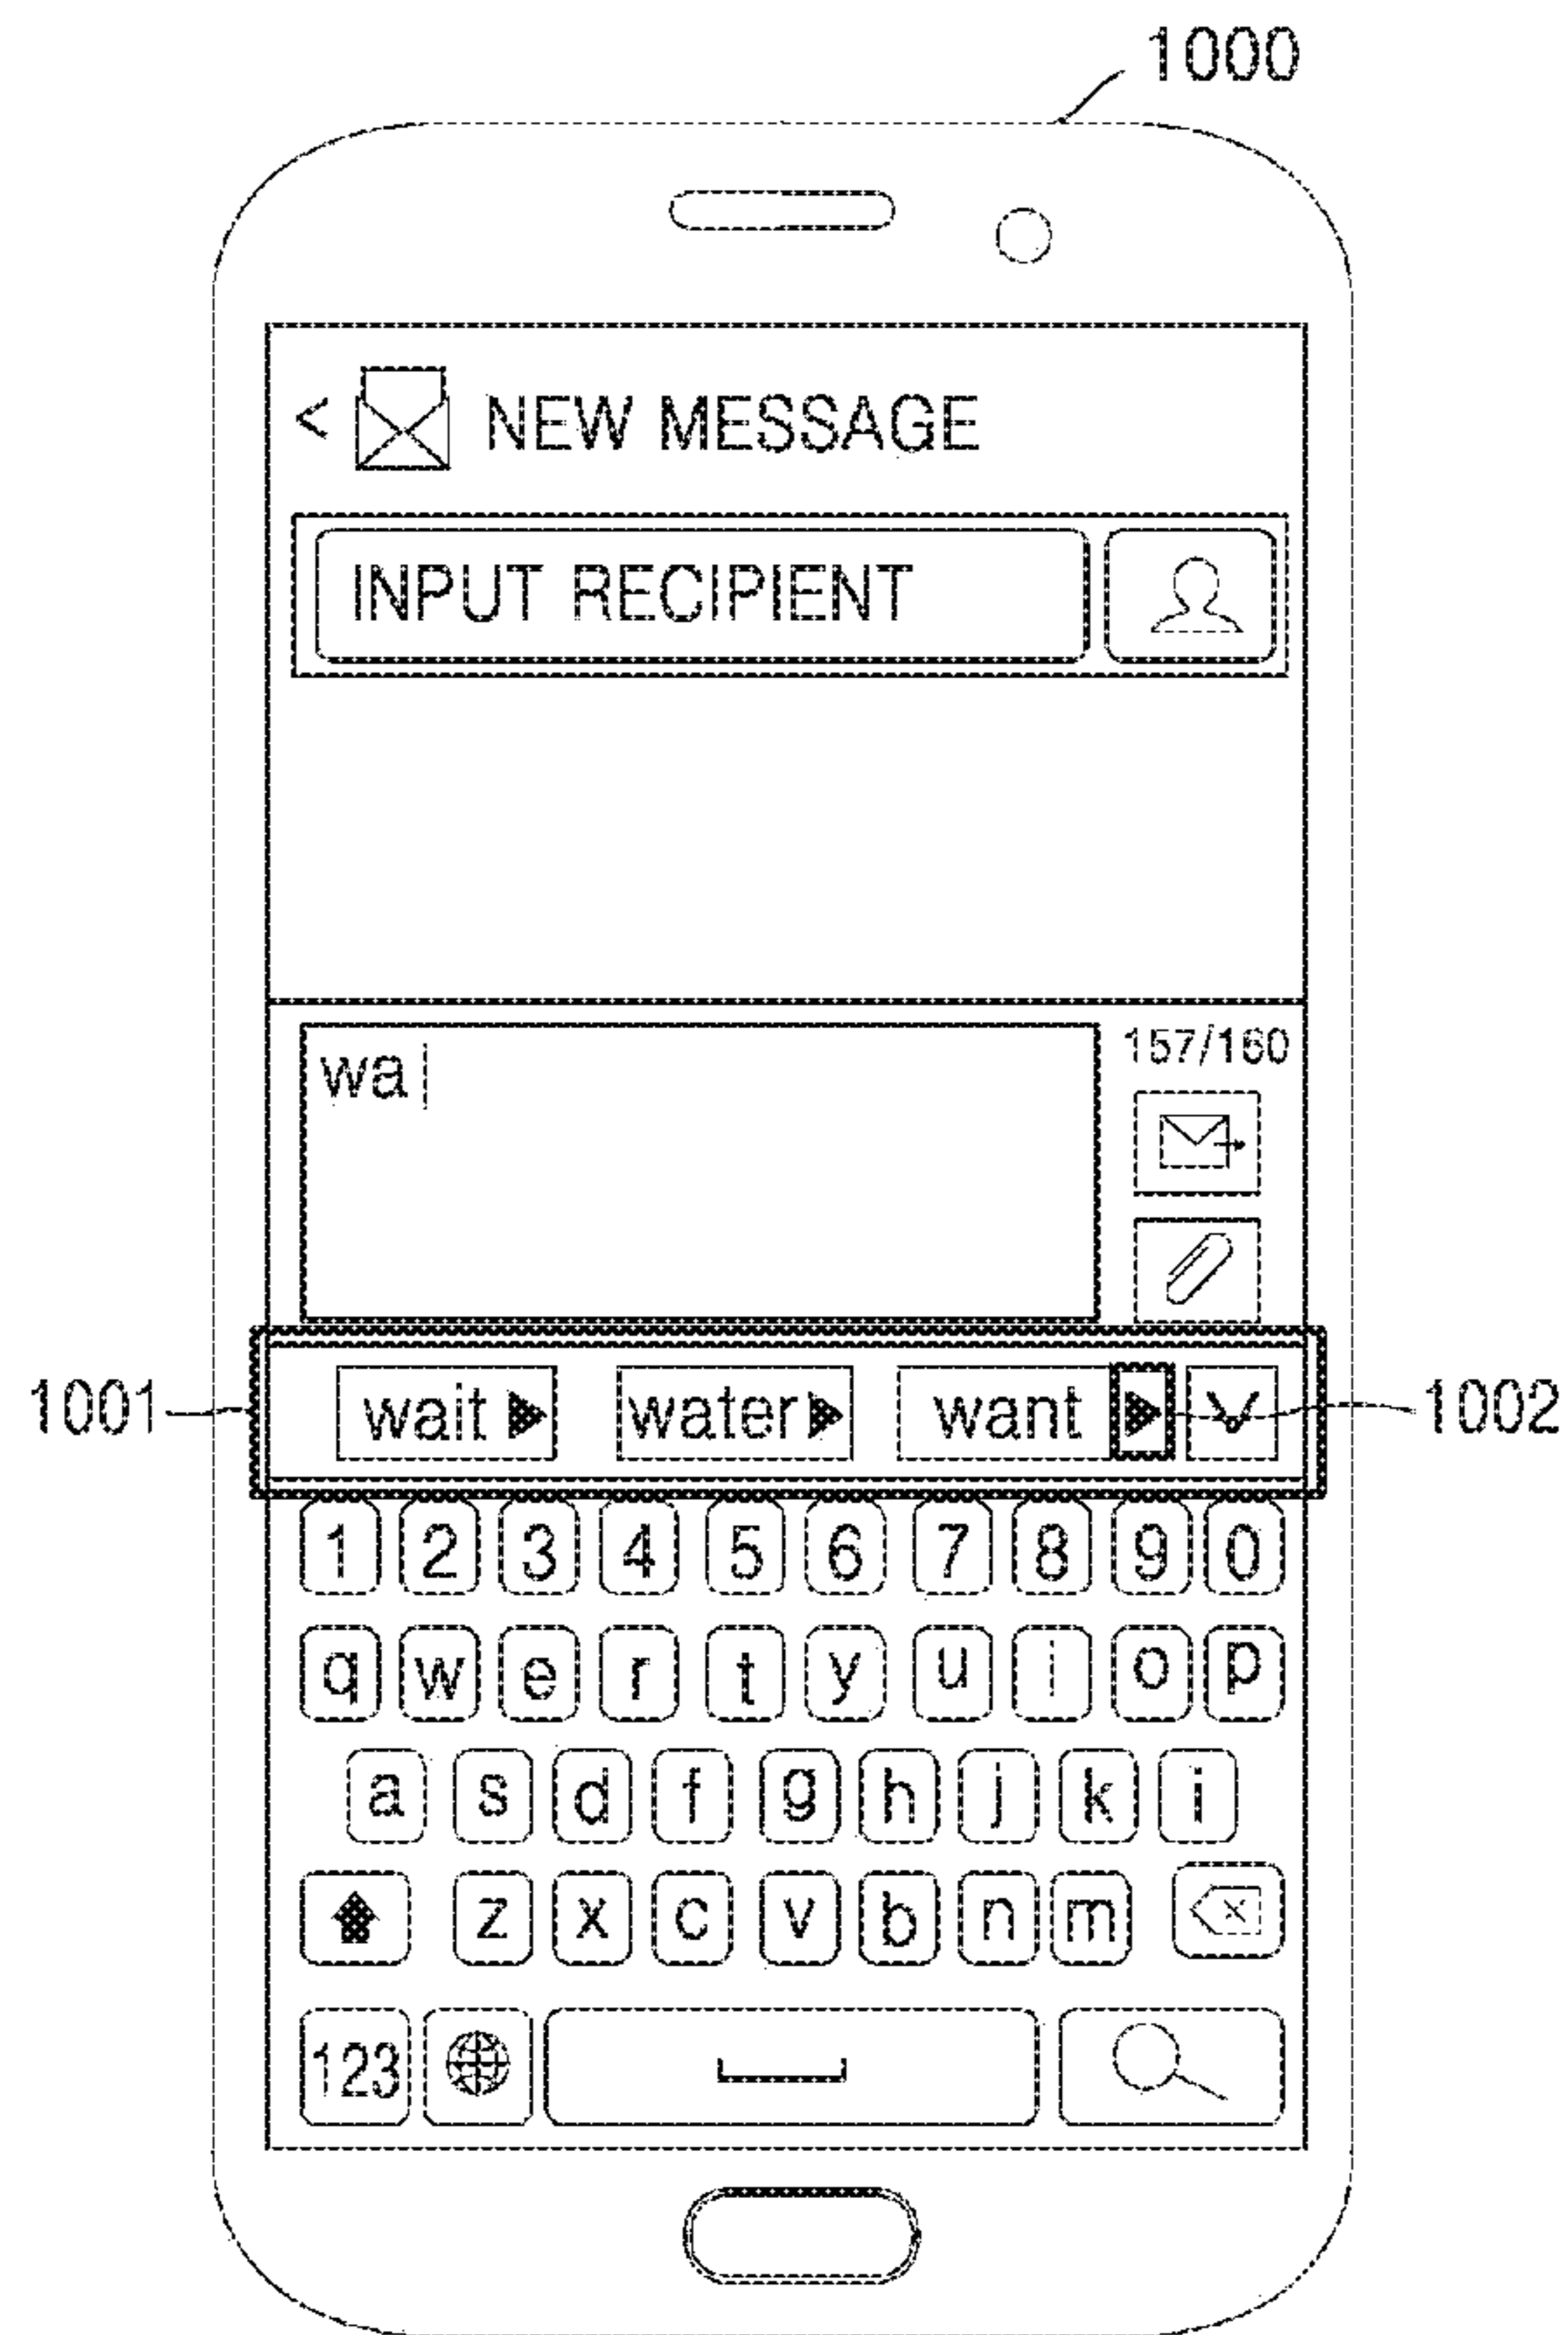 1000
< NEW MESSAGE
INPUT RECIPIENT
wa
157/160
1001 wait water want 1002
1 2 3 4 5 6 7 8 9 0
q w e r t y u i o p
a s d f g h j k i
z x c v b n m
123